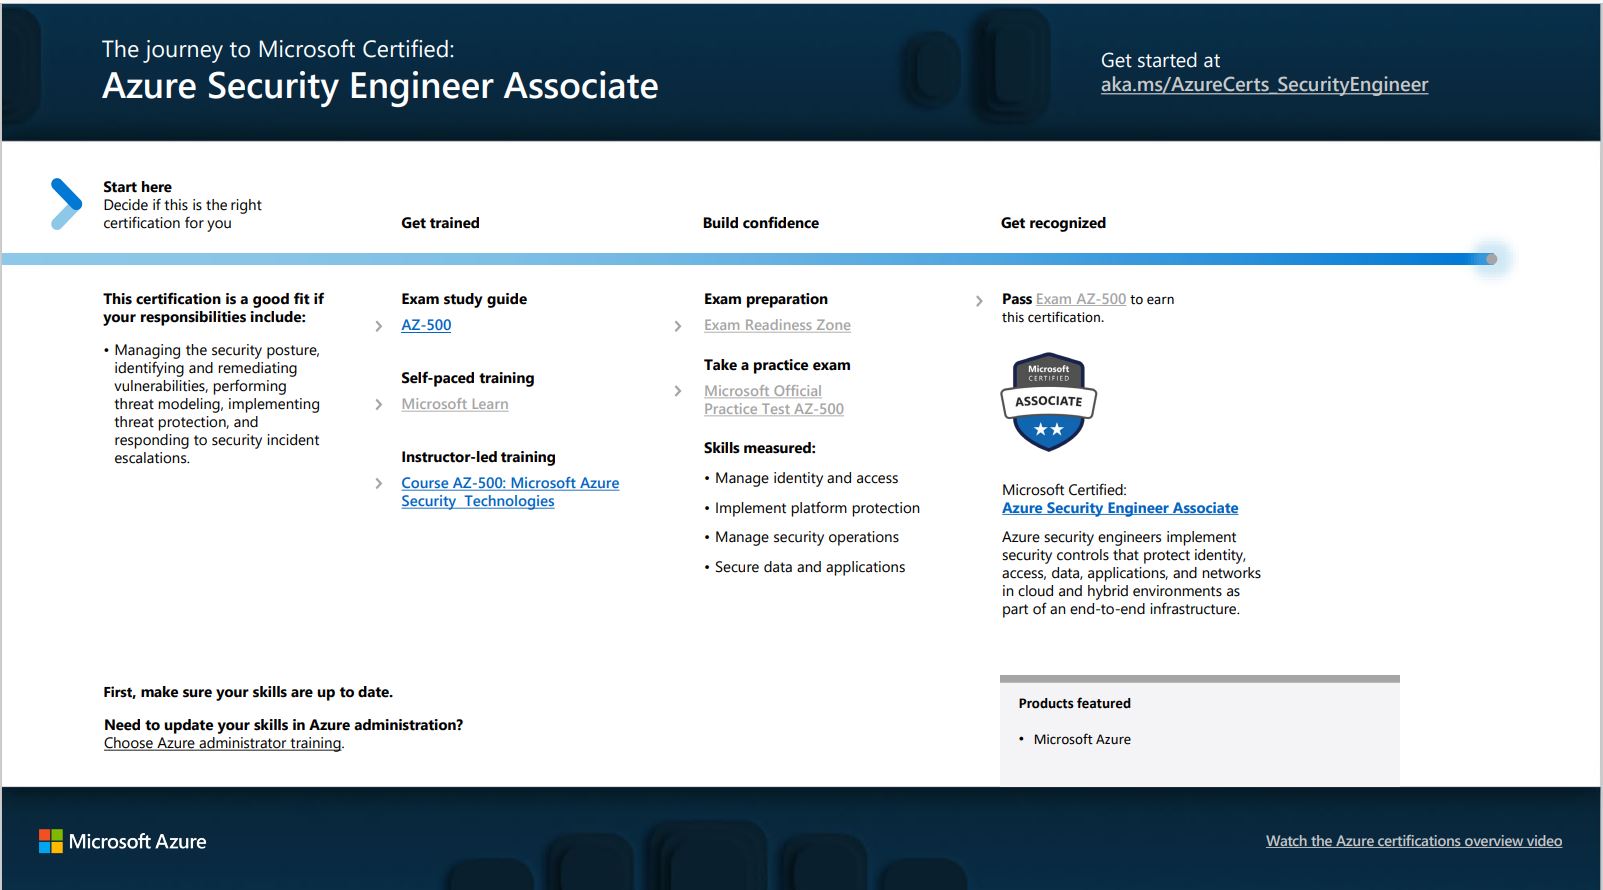 The journey to Microsoft Certified:
Azure Security Engineer Associate
Get started at
aka.ms/AzureCerts_SecurityEngineer
Start here
Decide if this is the right
certification for you
Get trained
Build confidence
Get recognized
This certification is a good fit if
your responsibilities include:
• Managing the security posture,
identifying and remediating
vulnerabilities, performing
threat modeling, implementing
threat protection, and
responding to security incident
escalations.
Exam study guide
AZ-500
Self-paced training
Microsoft Learn
Instructor-led training
Course AZ-500: Microsoft Azure
Security Technologies
Exam preparation
Exam Readiness Zone
Take a practice exam
Microsoft Official
Practice Test AZ-500
Skills measured:
• Manage identity and access
• Implement platform protection
• Manage security operations
• Secure data and applications
Pass Exam AZ-500 to earn
this certification.
Microsoft
CERTIFIED
ASSOCIATE
Microsoft Certified:
Azure Security Engineer Associate
Azure security engineers implement
security controls that protect identity,
access, data, applications, and networks
in cloud and hybrid environments as
part of an end-to-end infrastructure.
First, make sure your skills are up to date.
Need to update your skills in Azure administration?
Choose Azure administrator training.
Products featured
• Microsoft Azure
Microsoft Azure
Watch the Azure certifications overview video